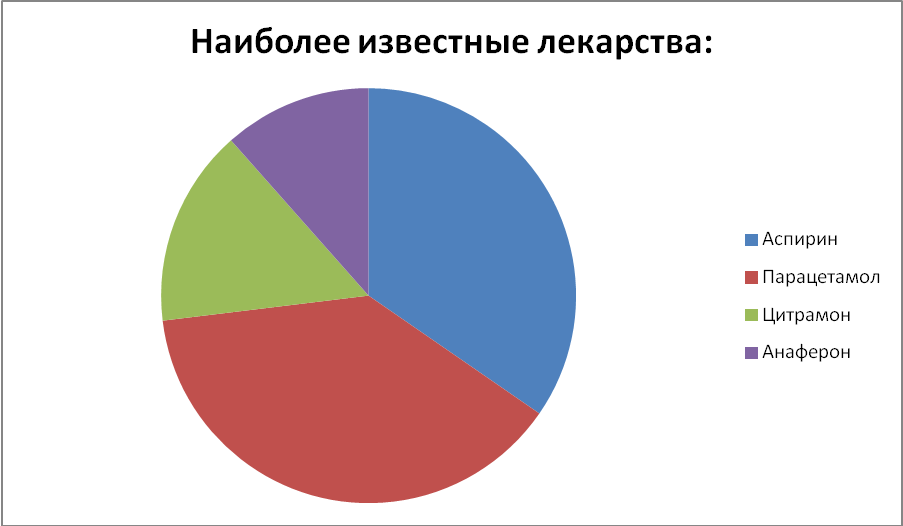 Наиболее известные лекарства:
Аспирин
Парацетамол
Цитрамон
Анаферон